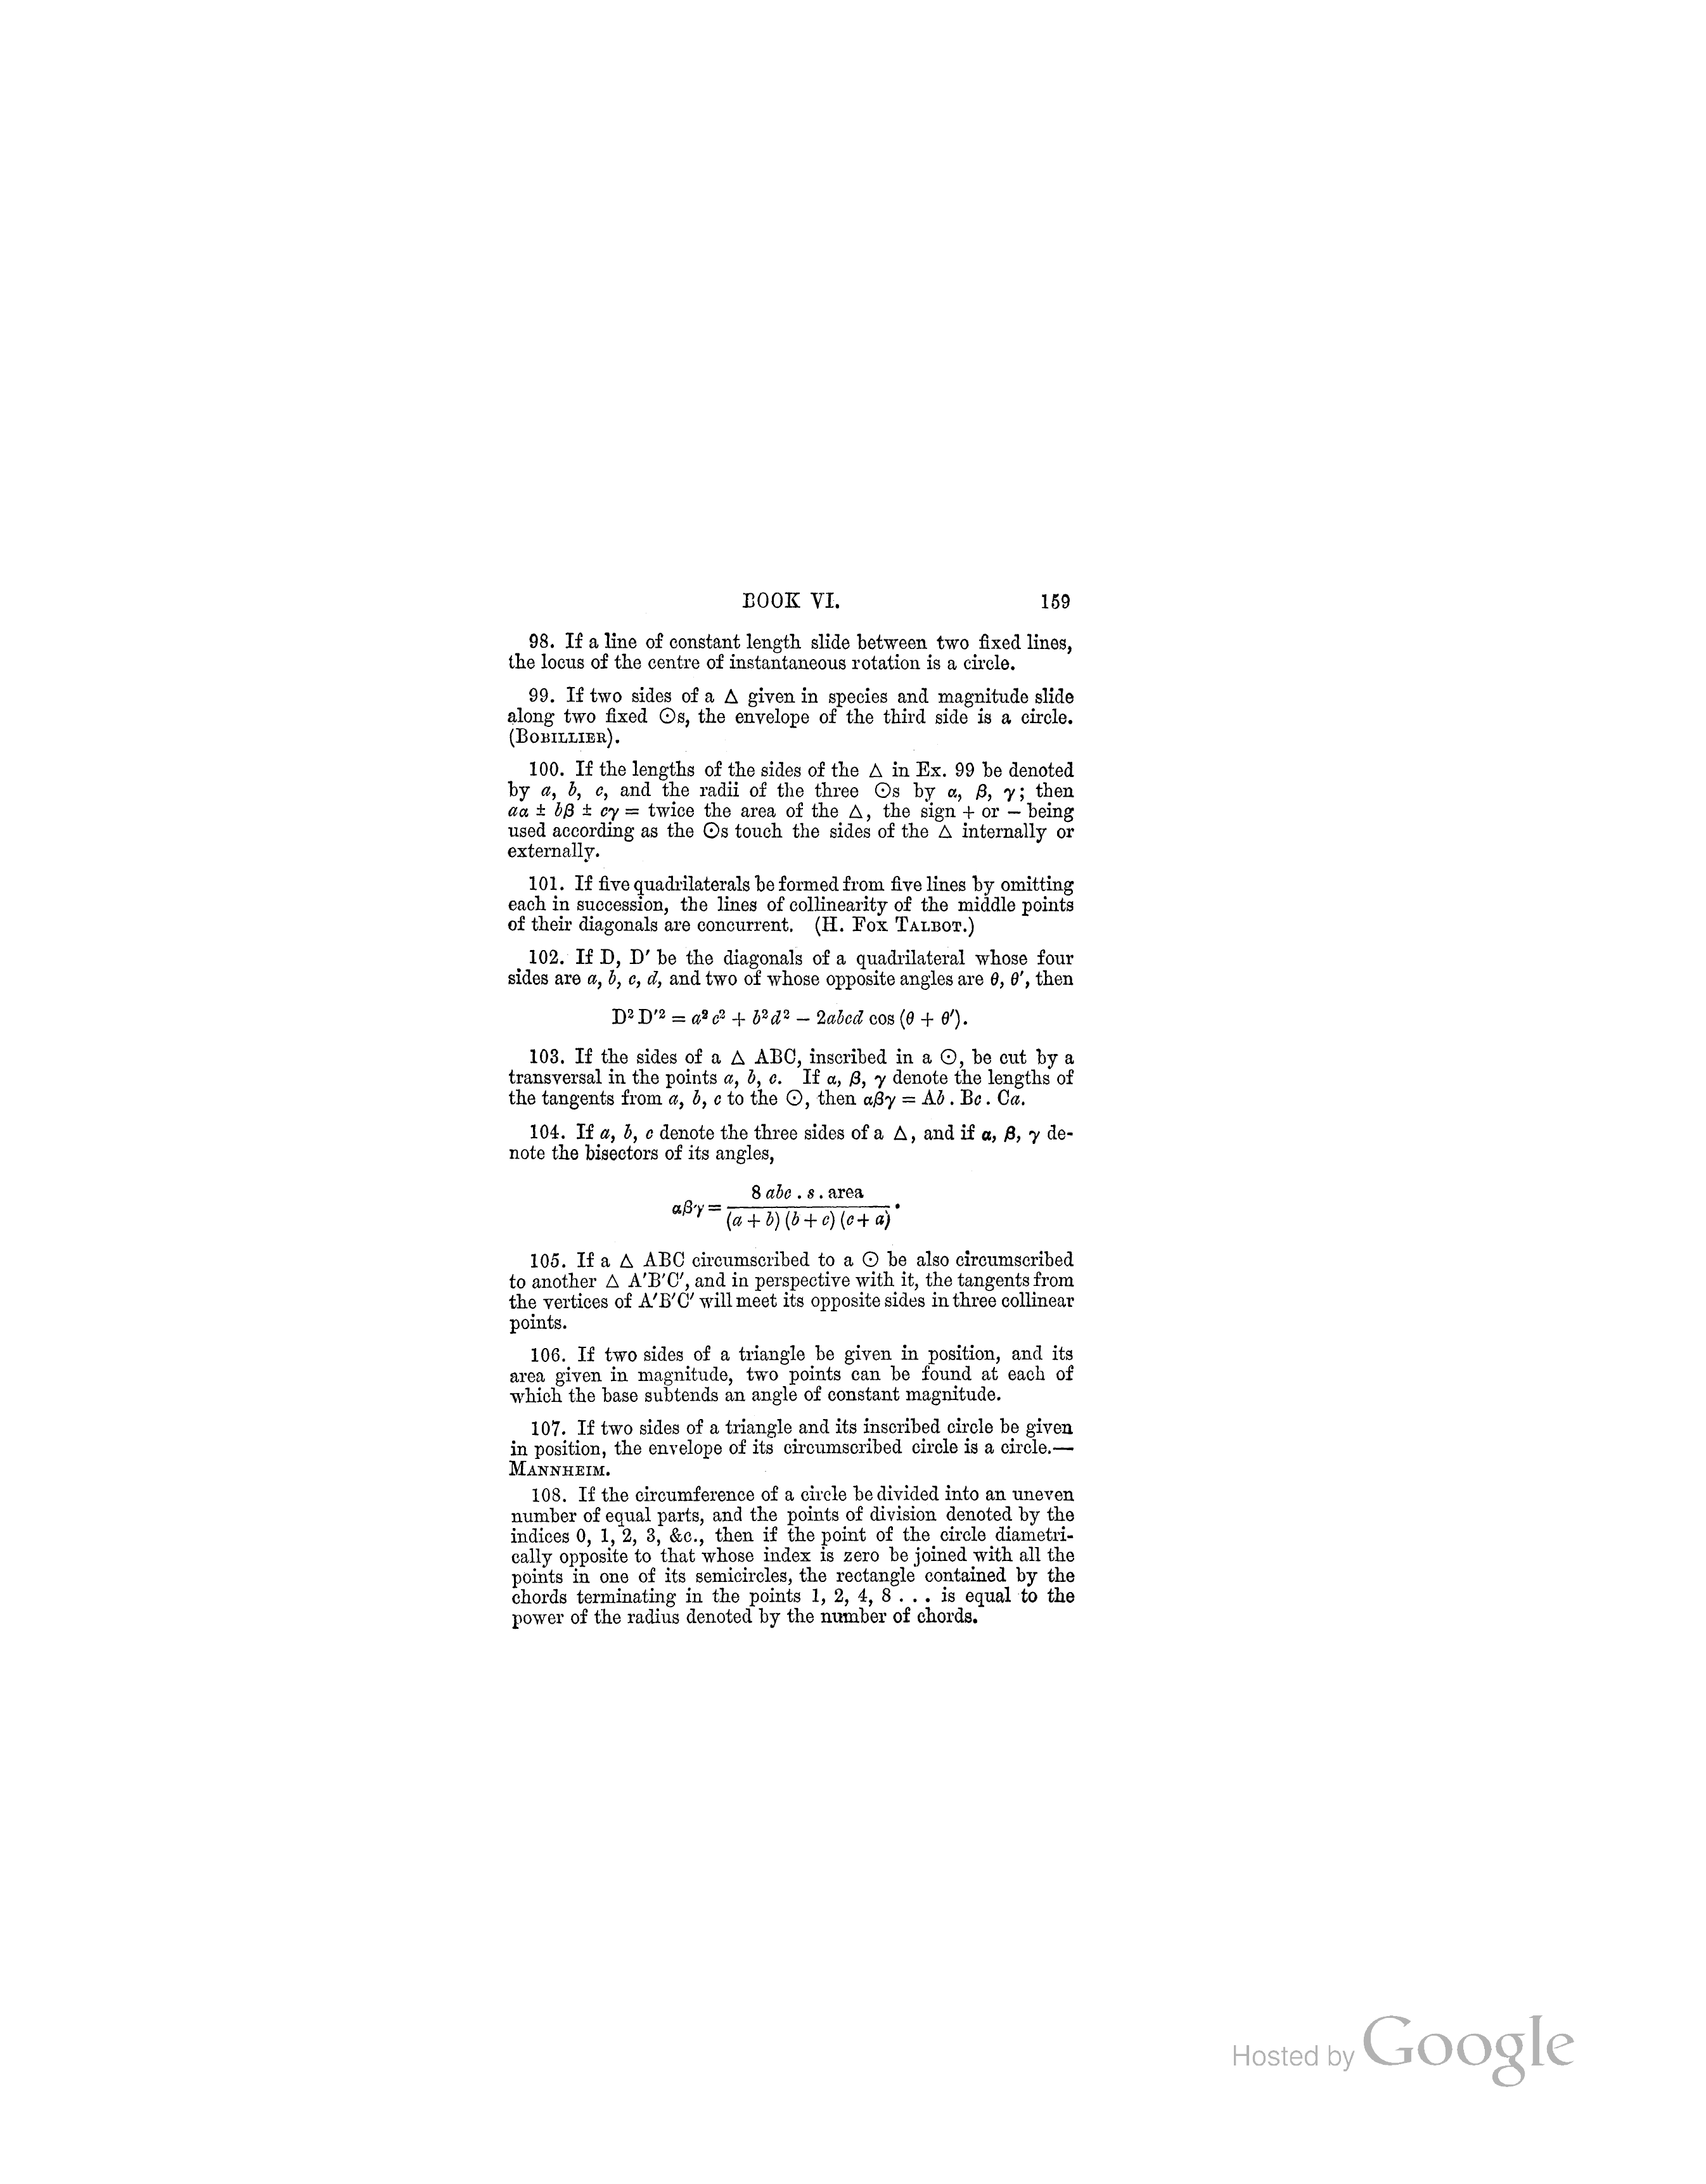 BOOK VI. 159
98. If a line of constant length slide between two fixed lines,
the locus of the centre of instantaneous rotation is a circle.
99. If two sides of a △ given in species and magnitude slide
along two fixed ⊙s, the envelope of the third side is a circle.
(BOBILLIER).
100. If the lengths of the sides of the △ in Ex. 99 be denoted
by a, b, c, and the radii of the three ⊙s by α, β, γ; then
aα ± bβ ± cγ = twice the area of the △, the sign + or − being
used according as the ⊙s touch the sides of the △ internally or
externally.
101. If five quadrilaterals be formed from five lines by omitting
each in succession, the lines of collinearity of the middle points
of their diagonals are concurrent. (H. FOX TALBOT.)
102. If D, D′ be the diagonals of a quadrilateral whose four
sides are a, b, c, d, and two of whose opposite angles are θ, θ′, then
D² D′² = a² c² + b² d² − 2abcd cos (θ + θ′).
103. If the sides of a △ ABC, inscribed in a ⊙, be cut by a
transversal in the points a, b, c. If α, β, γ denote the lengths of
the tangents from a, b, c to the ⊙, then αβγ = Ab . Bc . Ca.
104. If a, b, c denote the three sides of a △, and if α, β, γ de-
note the bisectors of its angles,
αβγ = 8 abc . s . area / (a + b) (b + c) (c + a) .
105. If a △ ABC circumscribed to a ⊙ be also circumscribed
to another △ A′B′C′, and in perspective with it, the tangents from
the vertices of A′B′C′ will meet its opposite sides in three collinear
points.
106. If two sides of a triangle be given in position, and its
area given in magnitude, two points can be found at each of
which the base subtends an angle of constant magnitude.
107. If two sides of a triangle and its inscribed circle be given
in position, the envelope of its circumscribed circle is a circle.—
MANNHEIM.
108. If the circumference of a circle be divided into an uneven
number of equal parts, and the points of division denoted by the
indices 0, 1, 2, 3, &c., then if the point of the circle diametri-
cally opposite to that whose index is zero be joined with all the
points in one of its semicircles, the rectangle contained by the
chords terminating in the points 1, 2, 4, 8 . . . is equal to the
power of the radius denoted by the number of chords.
Hosted by Google